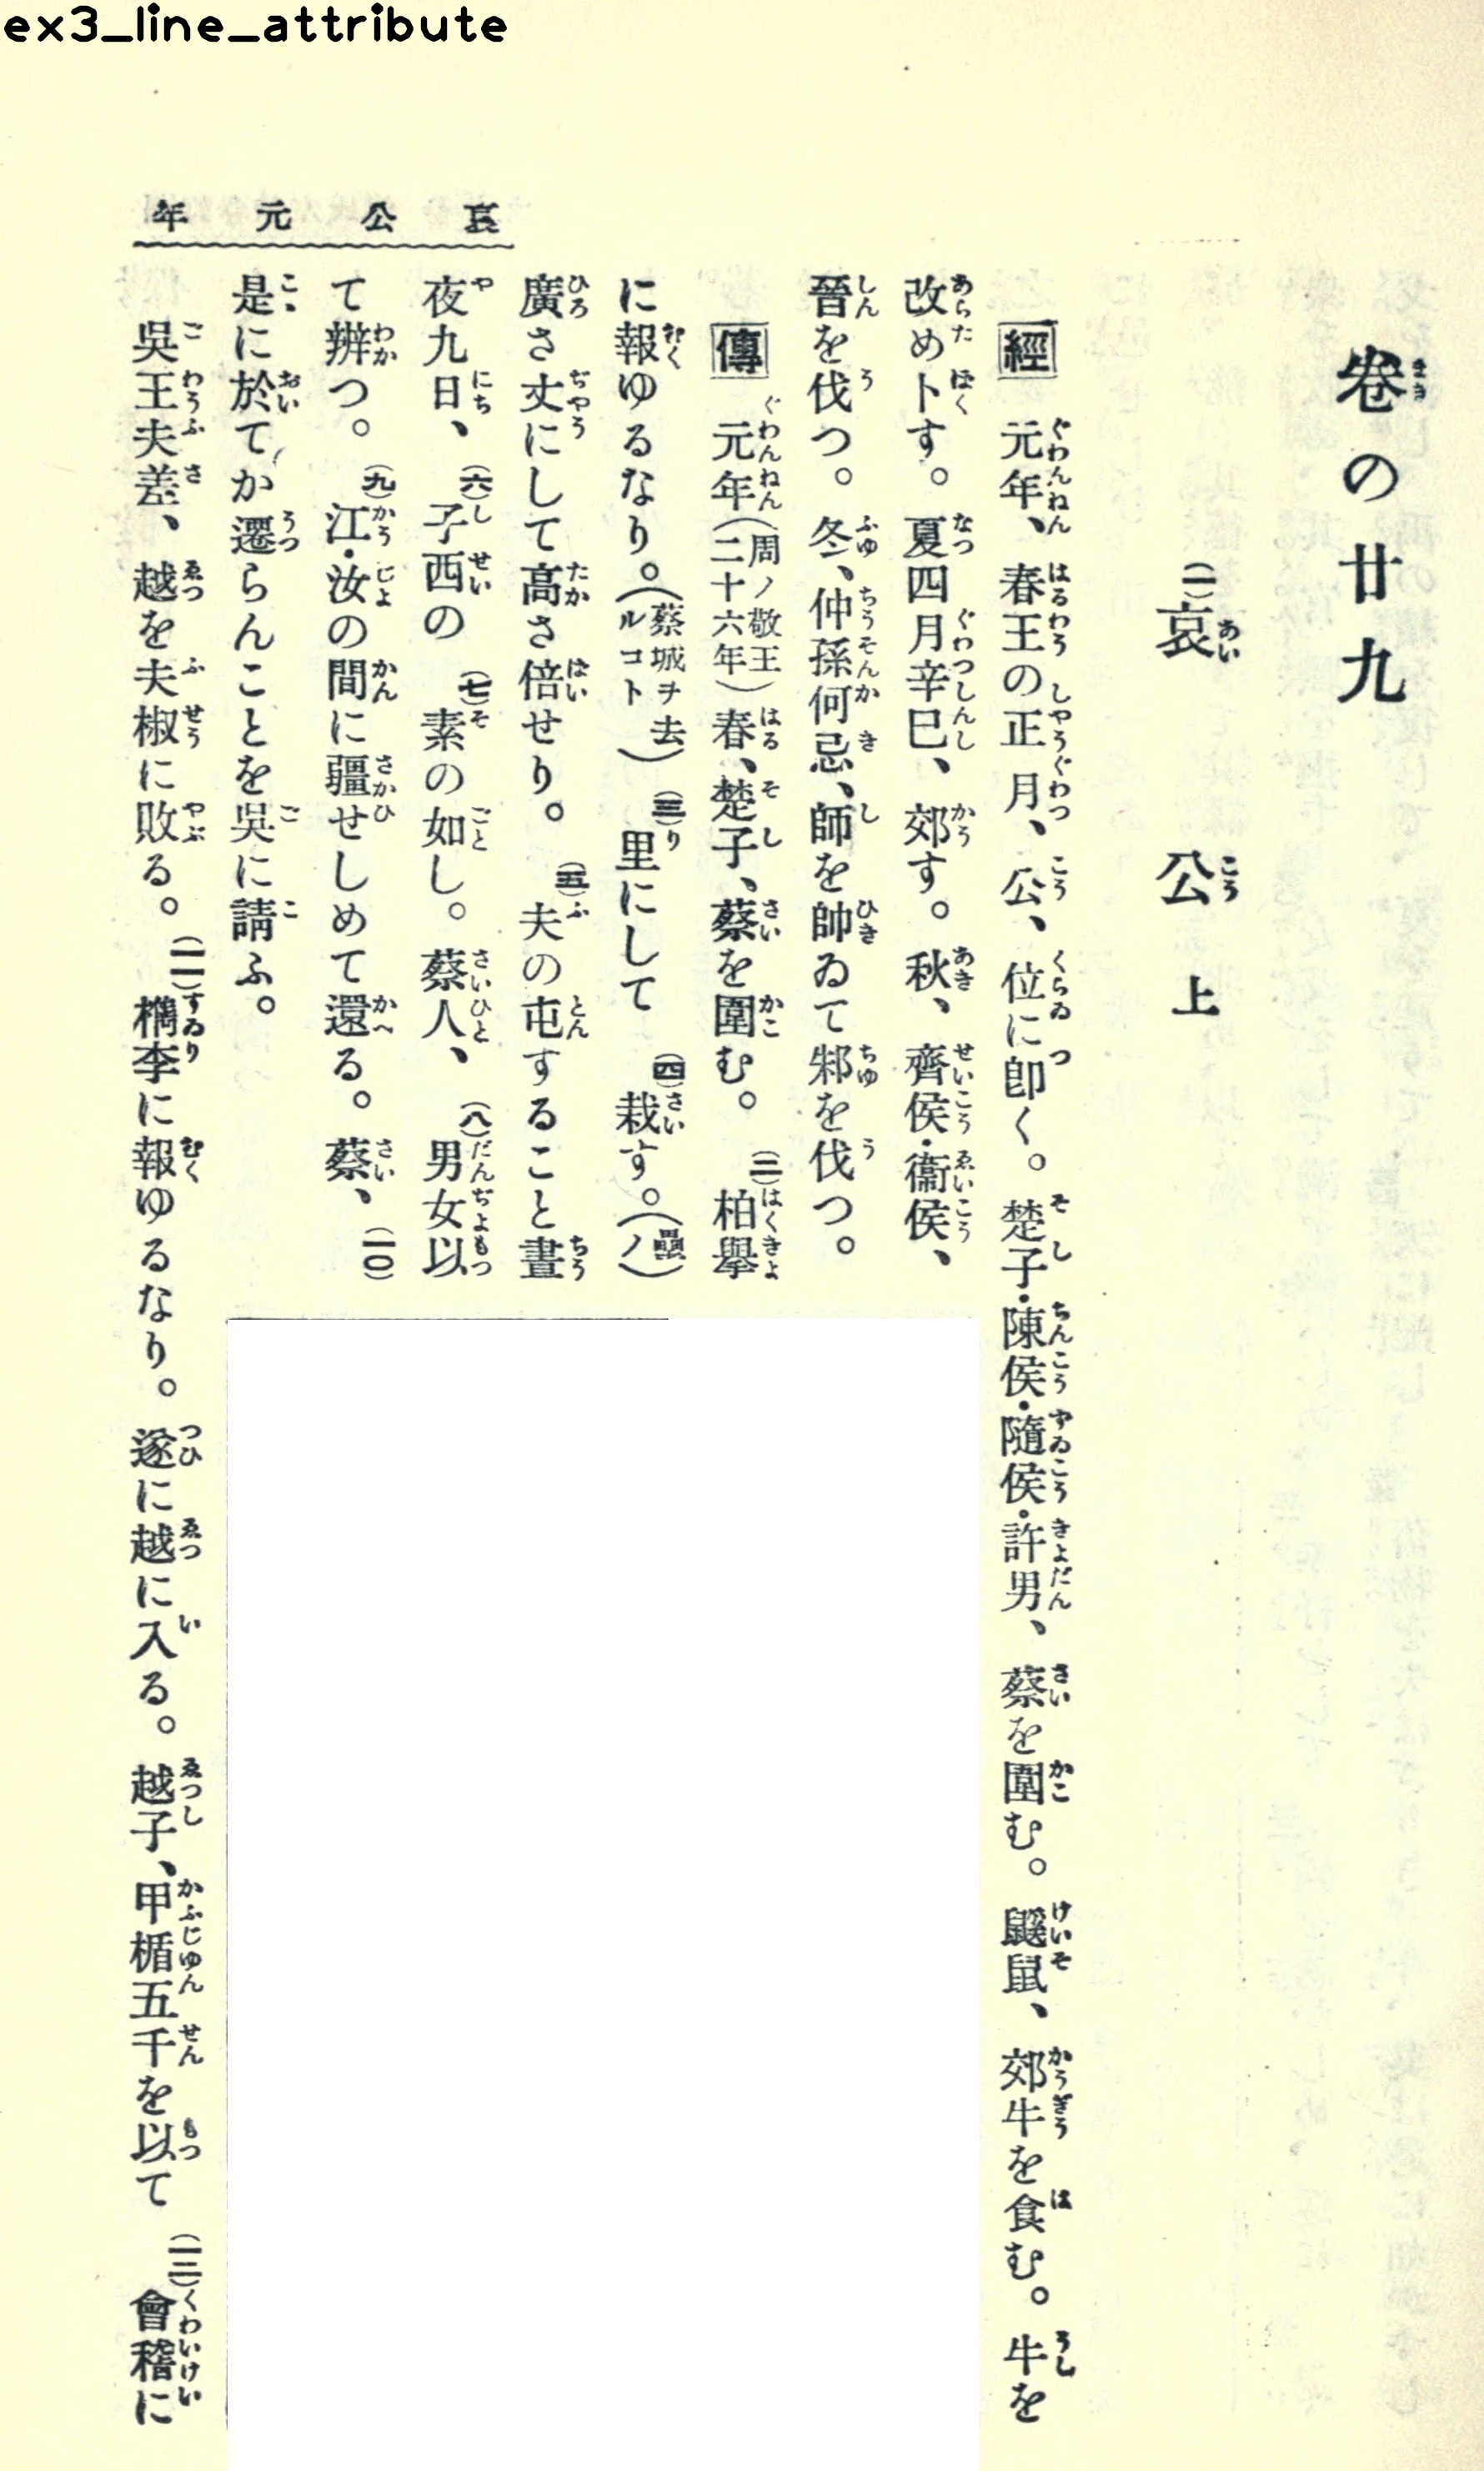 ex3_line_attribute
卷の廿九
(一)哀公上
經 元年、春王の正月、公、位に卽く。楚子・陳侯・隨侯・許男、蔡を圍む。鼷鼠、郊牛を食む。牛を
改め卜す。夏四月辛巳、郊す。秋、齊侯・衞侯、
晉を伐つ。冬、仲孫何忌、師を帥ゐて邾を伐つ。
傳 元年(周ノ敬王二十六年)春、楚子、蔡を圍む。(二)柏擧
に報ゆるなり。(蔡城ヲ去ルコト)(三)里にして(四)栽す。(壘ノ)
廣さ丈にして高さ倍せり。(五)夫の屯すること晝
夜九日、(六)子西の(七)素の如し。蔡人、(八)男女以
て辨つ。(九)江・汝の間に疆せしめて還る。蔡、(一〇)
是に於てか遷らんことを吳に請ふ。
吳王夫差、越を夫椒に敗る。(一一)檇李に報ゆるなり。遂に越に入る。越子、甲楯五千を以て(一二)會稽に
哀公元年